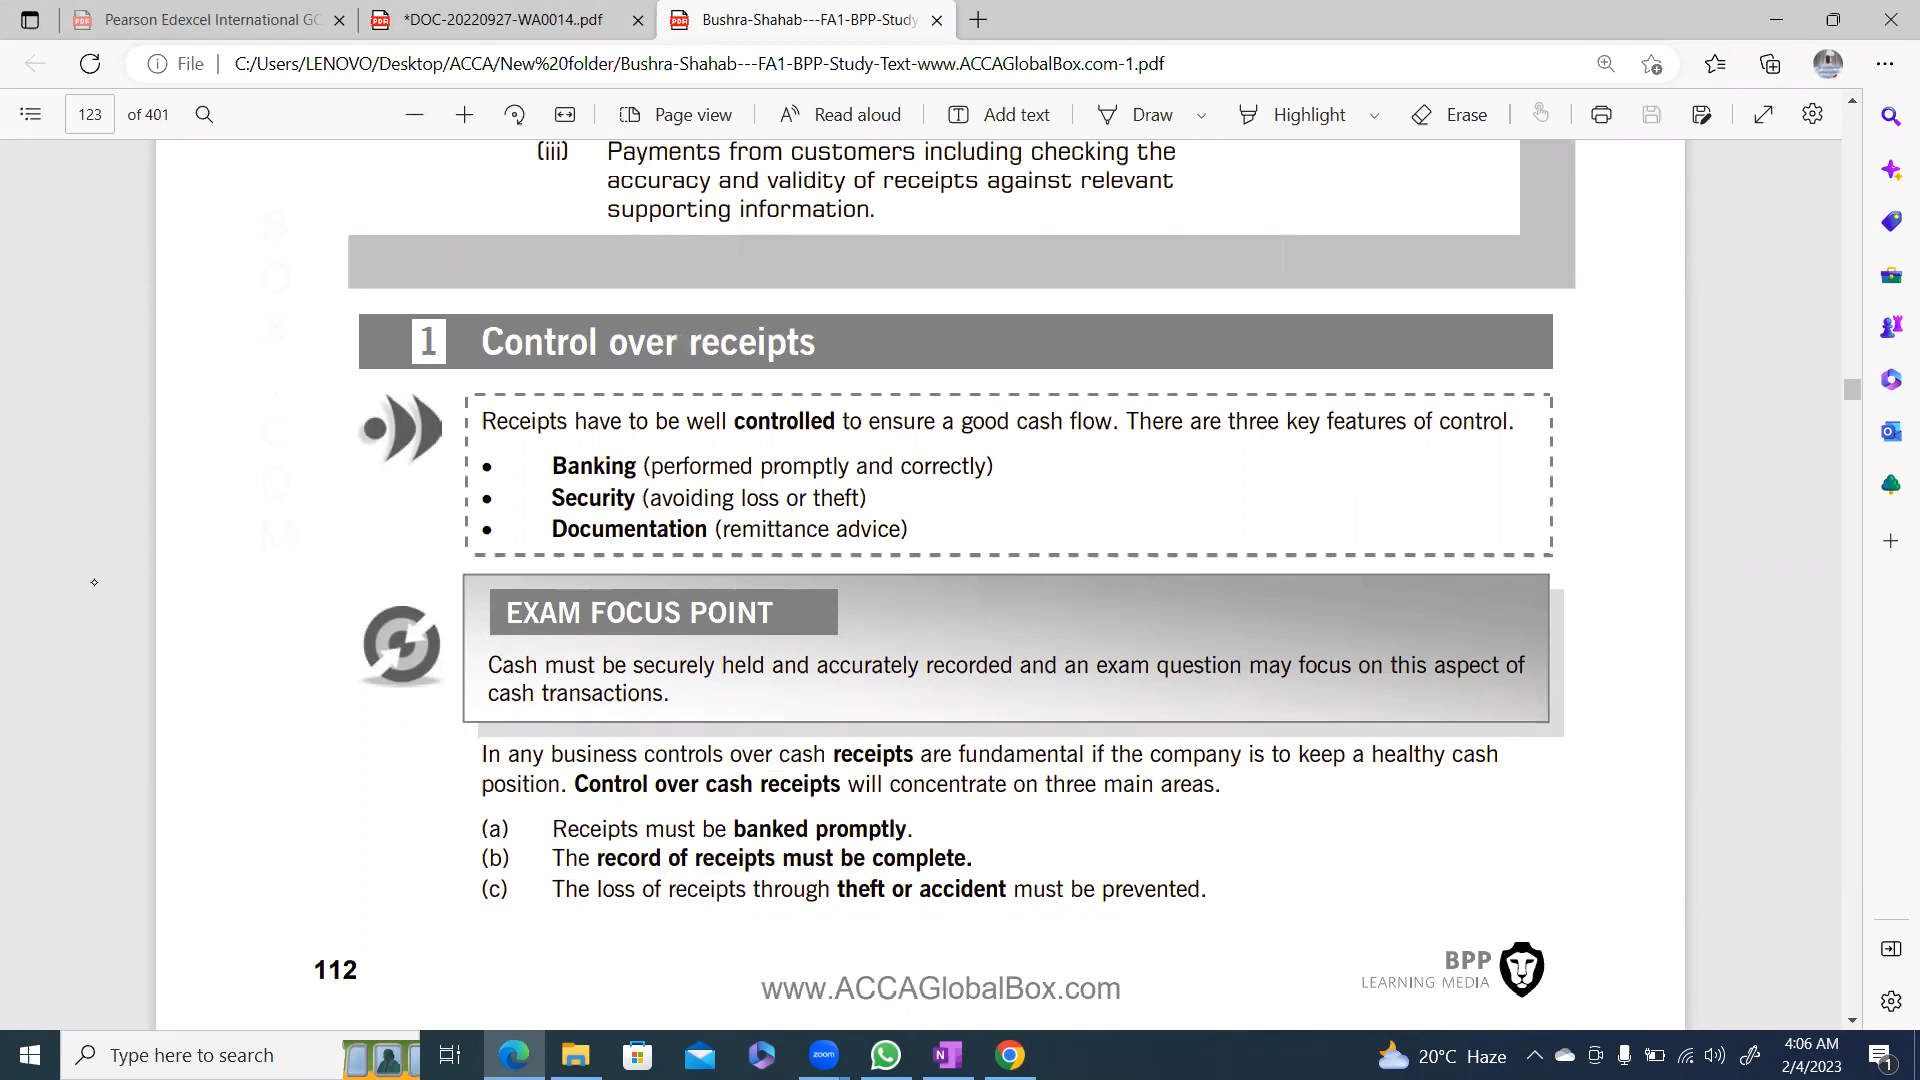 Pearson Edexcel International GC
*DOC-20220927-WA0014..pdf
Bushra-Shahab---FA1-BPP-Study
File
C:/Users/LENOVO/Desktop/ACCA/New%20folder/Bushra-Shahab---FA1-BPP-Study-Text-www.ACCAGlobalBox.com-1.pdf
123 of 401
Page view
Read aloud
Add text
Draw
Highlight
Erase
(iii) Payments from customers including checking the
accuracy and validity of receipts against relevant
supporting information.
1 Control over receipts
Receipts have to be well controlled to ensure a good cash flow. There are three key features of control.
• Banking (performed promptly and correctly)
• Security (avoiding loss or theft)
• Documentation (remittance advice)
EXAM FOCUS POINT
Cash must be securely held and accurately recorded and an exam question may focus on this aspect of
cash transactions.
In any business controls over cash receipts are fundamental if the company is to keep a healthy cash
position. Control over cash receipts will concentrate on three main areas.
(a) Receipts must be banked promptly.
(b) The record of receipts must be complete.
(c) The loss of receipts through theft or accident must be prevented.
112
www.ACCAGlobalBox.com
BPP
LEARNING MEDIA
Type here to search
zoom
20°C Haze
4:06 AM
2/4/2023
1